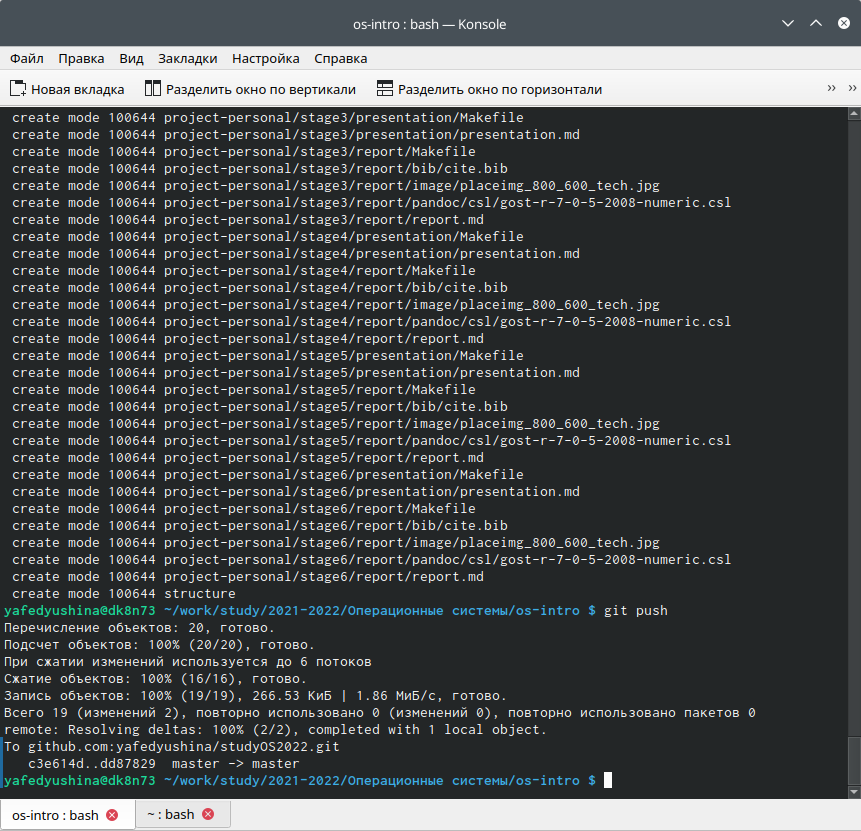 os-intro : bash — Konsole
Файл Правка Вид Закладки Настройка Справка
Новая вкладка Разделить окно по вертикали Разделить окно по горизонтали » »
create mode 100644 project-personal/stage3/presentation/Makefile
create mode 100644 project-personal/stage3/presentation/presentation.md
create mode 100644 project-personal/stage3/report/Makefile
create mode 100644 project-personal/stage3/report/bib/cite.bib
create mode 100644 project-personal/stage3/report/image/placeimg_800_600_tech.jpg
create mode 100644 project-personal/stage3/report/pandoc/csl/gost-r-7-0-5-2008-numeric.csl
create mode 100644 project-personal/stage3/report/report.md
create mode 100644 project-personal/stage4/presentation/Makefile
create mode 100644 project-personal/stage4/presentation/presentation.md
create mode 100644 project-personal/stage4/report/Makefile
create mode 100644 project-personal/stage4/report/bib/cite.bib
create mode 100644 project-personal/stage4/report/image/placeimg_800_600_tech.jpg
create mode 100644 project-personal/stage4/report/pandoc/csl/gost-r-7-0-5-2008-numeric.csl
create mode 100644 project-personal/stage4/report/report.md
create mode 100644 project-personal/stage5/presentation/Makefile
create mode 100644 project-personal/stage5/presentation/presentation.md
create mode 100644 project-personal/stage5/report/Makefile
create mode 100644 project-personal/stage5/report/bib/cite.bib
create mode 100644 project-personal/stage5/report/image/placeimg_800_600_tech.jpg
create mode 100644 project-personal/stage5/report/pandoc/csl/gost-r-7-0-5-2008-numeric.csl
create mode 100644 project-personal/stage5/report/report.md
create mode 100644 project-personal/stage6/presentation/Makefile
create mode 100644 project-personal/stage6/presentation/presentation.md
create mode 100644 project-personal/stage6/report/Makefile
create mode 100644 project-personal/stage6/report/bib/cite.bib
create mode 100644 project-personal/stage6/report/image/placeimg_800_600_tech.jpg
create mode 100644 project-personal/stage6/report/pandoc/csl/gost-r-7-0-5-2008-numeric.csl
create mode 100644 project-personal/stage6/report/report.md
create mode 100644 structure
yafedyushina@dk8n73 ~/work/study/2021-2022/Операционные системы/os-intro $ git push
Перечисление объектов: 20, готово.
Подсчет объектов: 100% (20/20), готово.
При сжатии изменений используется до 6 потоков
Сжатие объектов: 100% (16/16), готово.
Запись объектов: 100% (19/19), 266.53 КиБ | 1.86 МиБ/с, готово.
Всего 19 (изменений 2), повторно использовано 0 (изменений 0), повторно использовано пакетов 0
remote: Resolving deltas: 100% (2/2), completed with 1 local object.
To github.com:yafedyushina/studyOS2022.git
c3e614d..dd87829 master -> master
yafedyushina@dk8n73 ~/work/study/2021-2022/Операционные системы/os-intro $
os-intro : bash ~ : bash